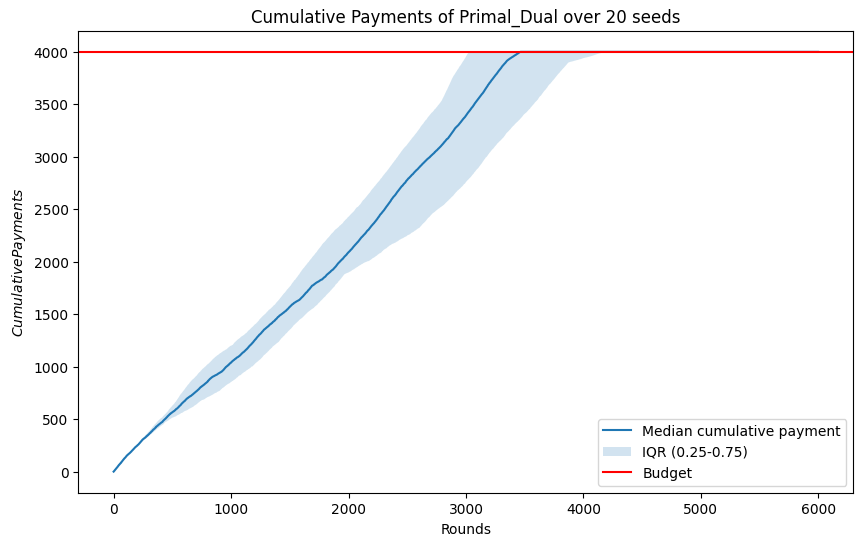 Cumulative Payments of Primal_Dual over 20 seeds
4000
3500
3000
2500
2000
1500
1000
500
0
CumulativePayments
0 1000 2000 3000 4000 5000 6000
Rounds
Median cumulative payment
IQR (0.25-0.75)
Budget